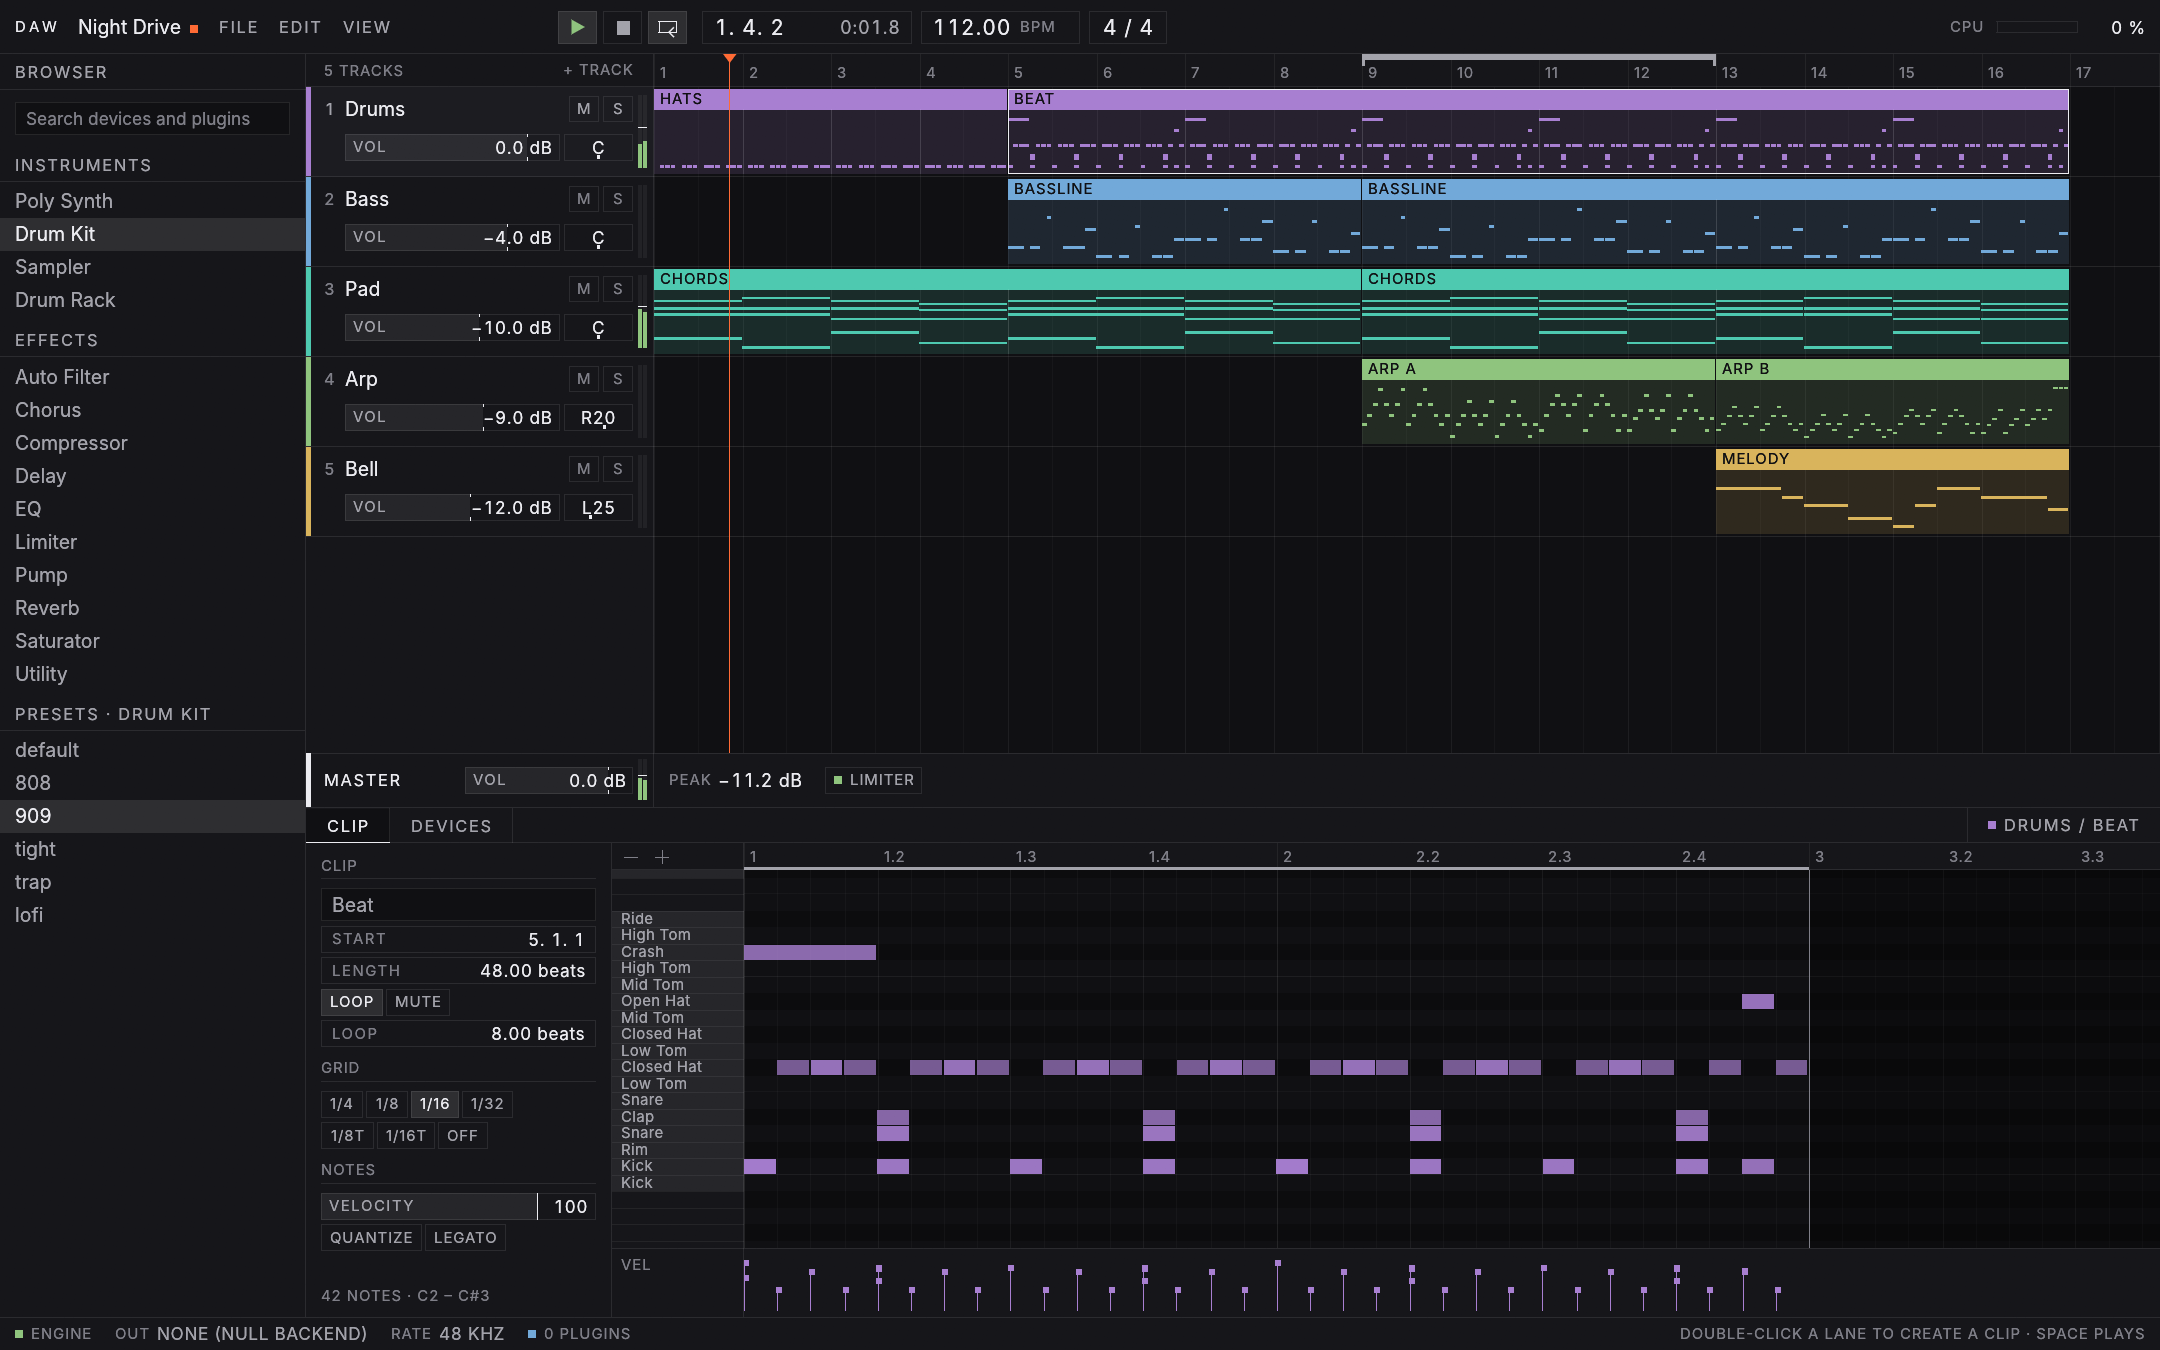 DAW Night Drive FILE EDIT VIEW 1. 4. 2 0:01.8 112.00 BPM 4 / 4 CPU 0 %
BROWSER
Search devices and plugins
INSTRUMENTS
Poly Synth
Drum Kit
Sampler
Drum Rack
EFFECTS
Auto Filter
Chorus
Compressor
Delay
EQ
Limiter
Pump
Reverb
Saturator
Utility
PRESETS · DRUM KIT
default
808
909
tight
trap
lofi
5 TRACKS + TRACK
1 2 3 4 5 6 7 8 9 10 11 12 13 14 15 16 17
1 Drums M S
VOL 0.0 dB C
HATS BEAT
2 Bass M S
VOL −4.0 dB C
BASSLINE BASSLINE
3 Pad M S
VOL −10.0 dB C
CHORDS CHORDS
4 Arp M S
VOL −9.0 dB R20
ARP A ARP B
5 Bell M S
VOL −12.0 dB L25
MELODY
MASTER VOL 0.0 dB PEAK −11.2 dB LIMITER
CLIP DEVICES DRUMS / BEAT
CLIP
Beat
START 5. 1. 1
LENGTH 48.00 beats
LOOP MUTE
LOOP 8.00 beats
GRID
1/4 1/8 1/16 1/32
1/8T 1/16T OFF
NOTES
VELOCITY 100
QUANTIZE LEGATO
42 NOTES · C2 – C#3
1 1.2 1.3 1.4 2 2.2 2.3 2.4 3 3.2 3.3
Ride
High Tom
Crash
High Tom
Mid Tom
Open Hat
Mid Tom
Closed Hat
Low Tom
Closed Hat
Low Tom
Snare
Clap
Snare
Rim
Kick
Kick
VEL
ENGINE OUT NONE (NULL BACKEND) RATE 48 KHZ 0 PLUGINS DOUBLE-CLICK A LANE TO CREATE A CLIP · SPACE PLAYS